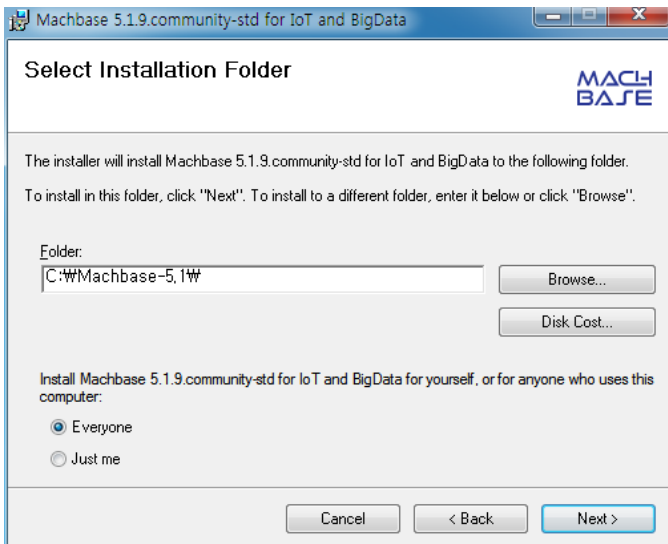 Machbase 5.1.9.community-std for IoT and BigData
Select Installation Folder
MACH
BASE
The installer will install Machbase 5.1.9.community-std for IoT and BigData to the following folder.
To install in this folder, click "Next". To install to a different folder, enter it below or click "Browse".
Folder:
C:₩Machbase-5,1₩
Browse...
Disk Cost...
Install Machbase 5.1.9.community-std for IoT and BigData for yourself, or for anyone who uses this
computer:
Everyone
Just me
Cancel
< Back
Next >